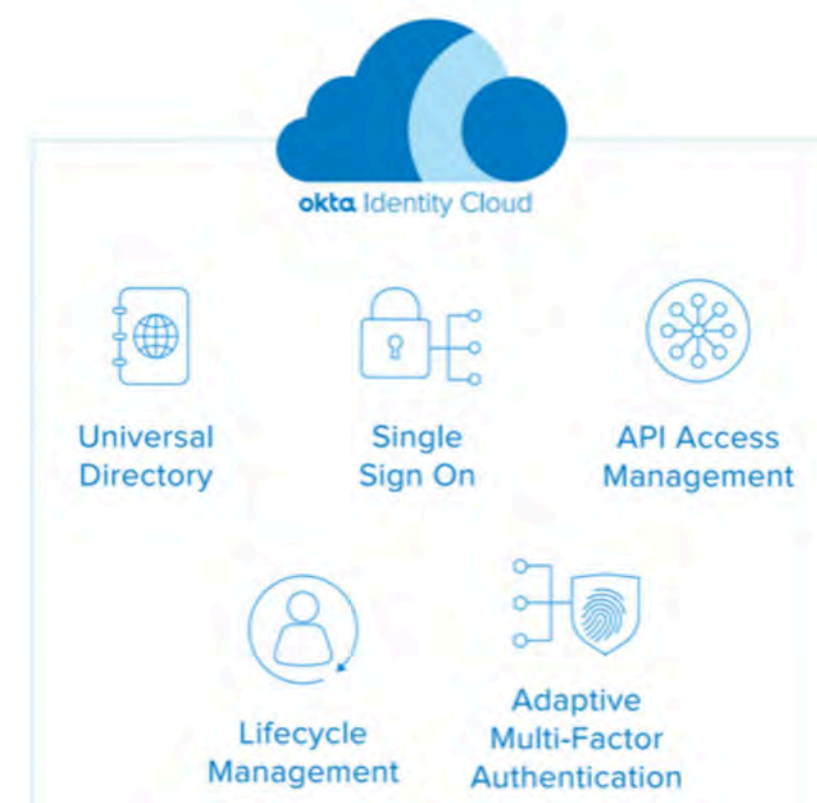 okta Identity Cloud
Universal
Directory
Single
Sign On
API Access
Management
Lifecycle
Management
Adaptive
Multi-Factor
Authentication